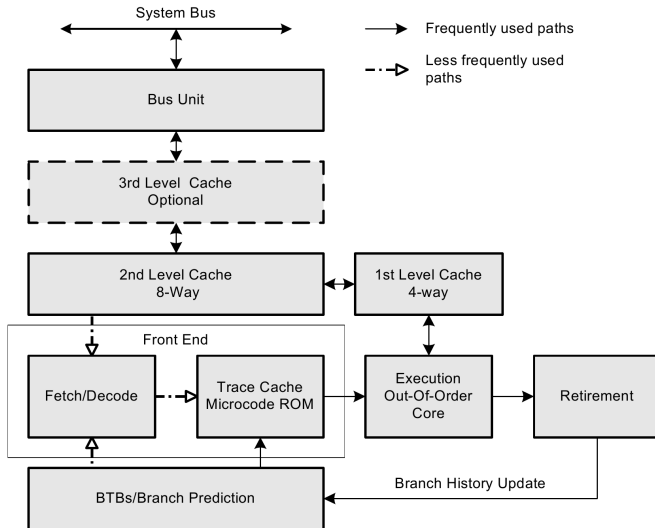 System Bus
Frequently used paths
Less frequently used
paths
Bus Unit
3rd Level Cache
Optional
2nd Level Cache
8-Way
1st Level Cache
4-way
Front End
Fetch/Decode
Trace Cache
Microcode ROM
Execution
Out-Of-Order
Core
Retirement
Branch History Update
BTBs/Branch Prediction